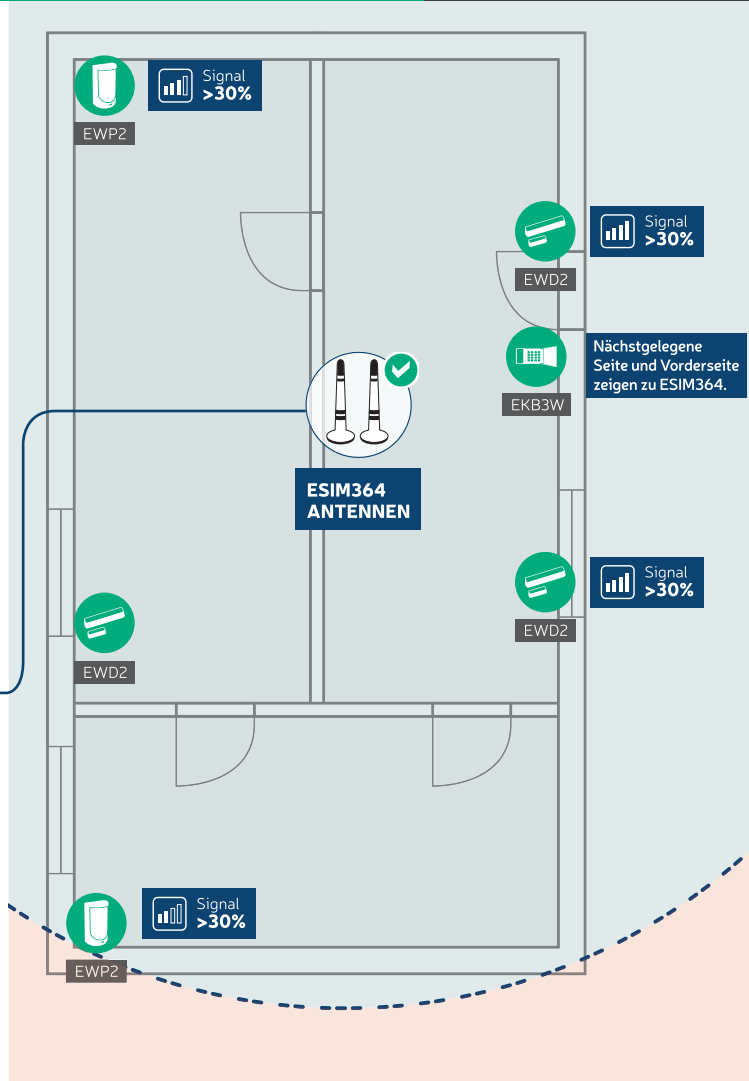 Signal
>30%
EWP2
Signal
>30%
EWD2
Nächstgelegene
Seite und Vorderseite
zeigen zu ESIM364.
EKB3W
ESIM364
ANTENNEN
Signal
>30%
EWD2
EWD2
Signal
>30%
EWP2